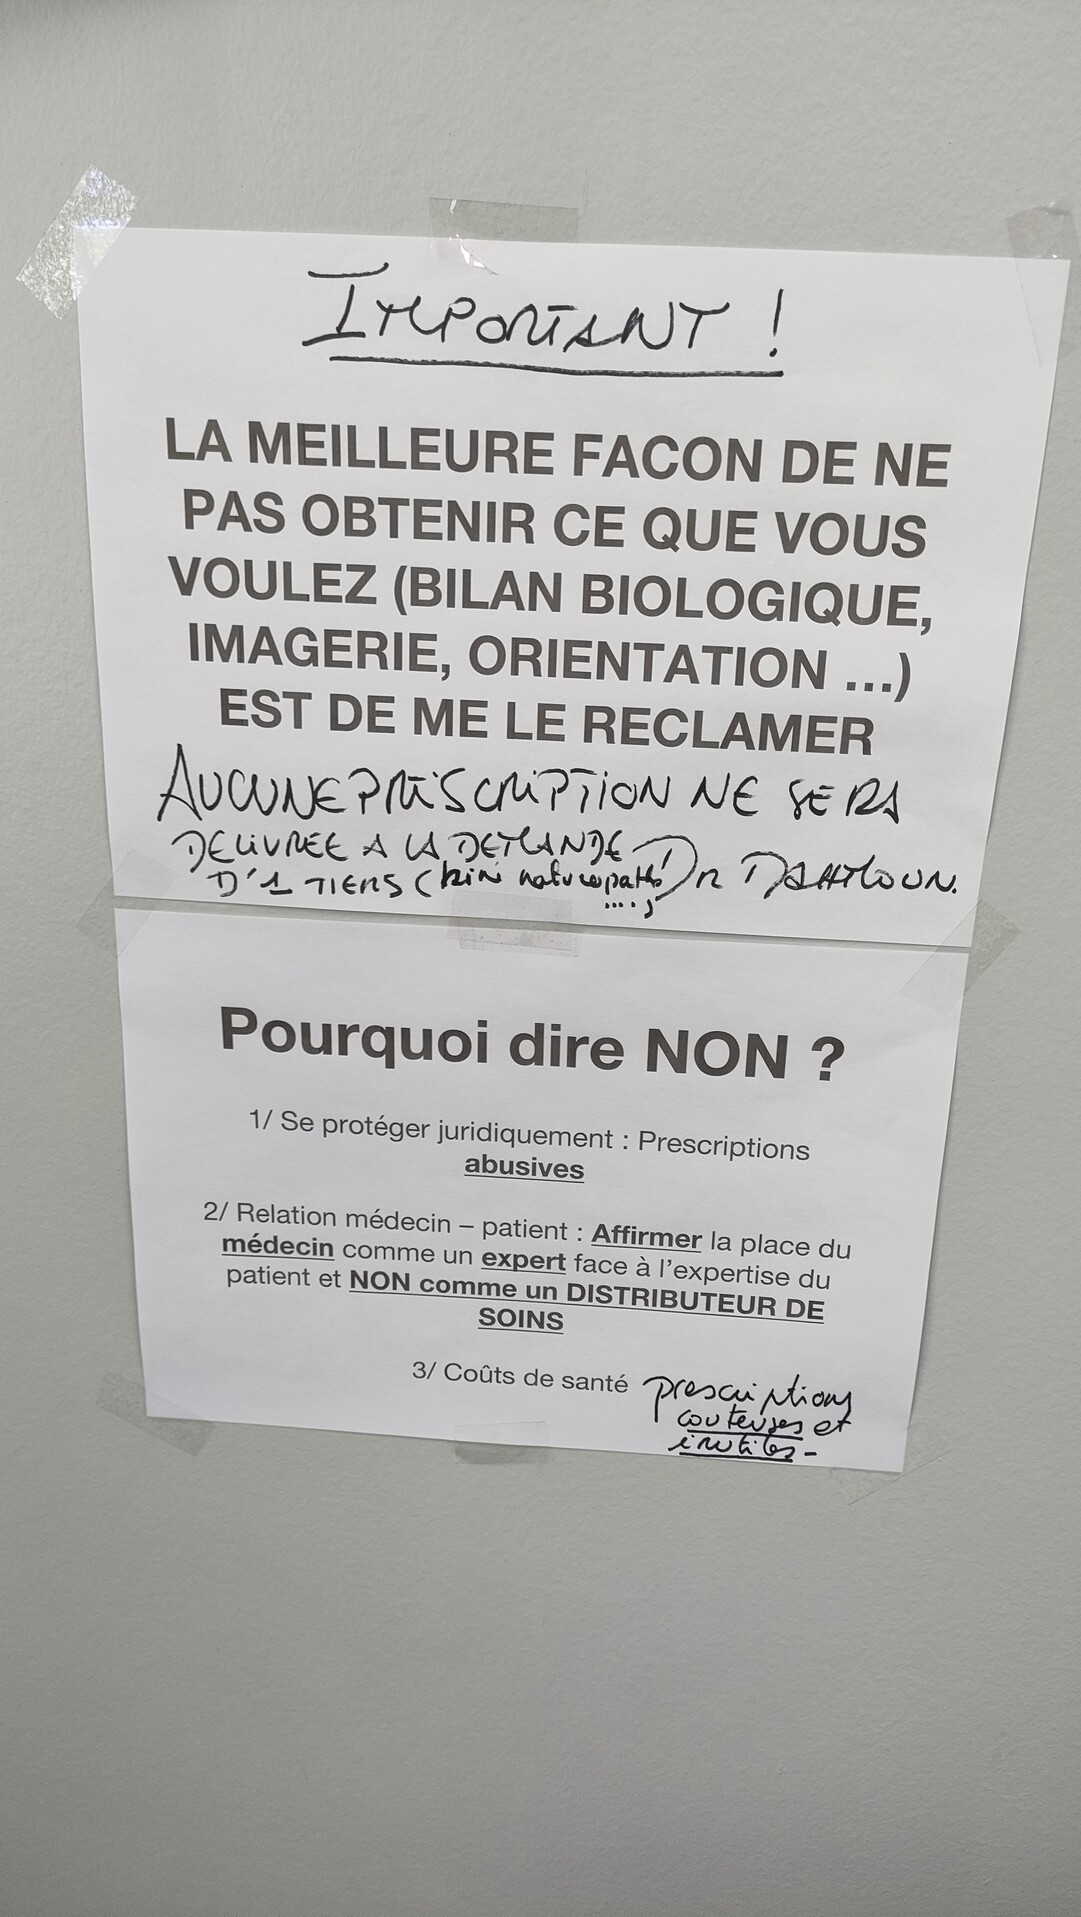 IMPORTANT !
LA MEILLEURE FACON DE NE
PAS OBTENIR CE QUE VOUS
VOULEZ (BILAN BIOLOGIQUE,
IMAGERIE, ORIENTATION ...)
EST DE ME LE RECLAMER
AUCUNE PRESCRIPTION NE SERA
DELIVREE A LA DEMANDE
D'1 TIERS (kiné naturopathe Dr DAHMOUN.
....)
Pourquoi dire NON ?
1/ Se protéger juridiquement : Prescriptions
abusives
2/ Relation médecin – patient : Affirmer la place du
médecin comme un expert face à l'expertise du
patient et NON comme un DISTRIBUTEUR DE
SOINS
3/ Coûts de santé prescriptions
couteuses et
inutiles-